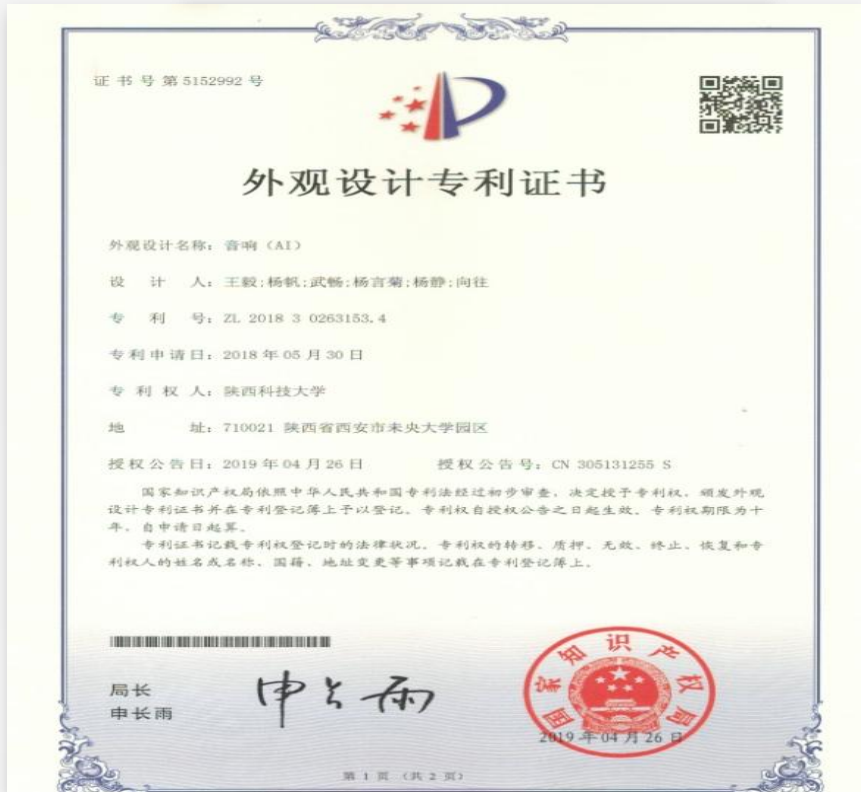 证书号第5152992号
外观设计专利证书
外观设计名称：音响（AI）
设计人：王毅;杨帆;武畅;杨言菊;杨静;向往
专利号：ZL 2018 3 0263153.4
专利申请日：2018年05月30日
专利权人：陕西科技大学
地址：710021 陕西省西安市未央大学园区
授权公告日：2019年04月26日 授权公告号：CN 305131255 S
国家知识产权局依照中华人民共和国专利法经过初步审查，决定授予专利权，颁发外观
设计专利证书并在专利登记簿上予以登记。专利权自授权公告之日起生效。专利权期限为十
年，自申请日起算。
专利证书记载专利权登记时的法律状况。专利权的转移、质押、无效、终止、恢复和专
利权人的姓名或名称、国籍、地址变更等事项记载在专利登记簿上。
局长
申长雨
申长雨
国家知识产权局
2019年04月26日
第1页（共2页）